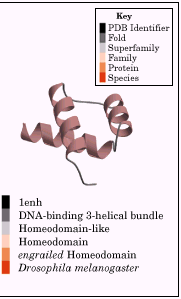 Key
PDB Identifier
Fold
Superfamily
Family
Protein
Species
1enh
DNA-binding 3-helical bundle
Homeodomain-like
Homeodomain
engrailed Homeodomain
Drosophila melanogaster